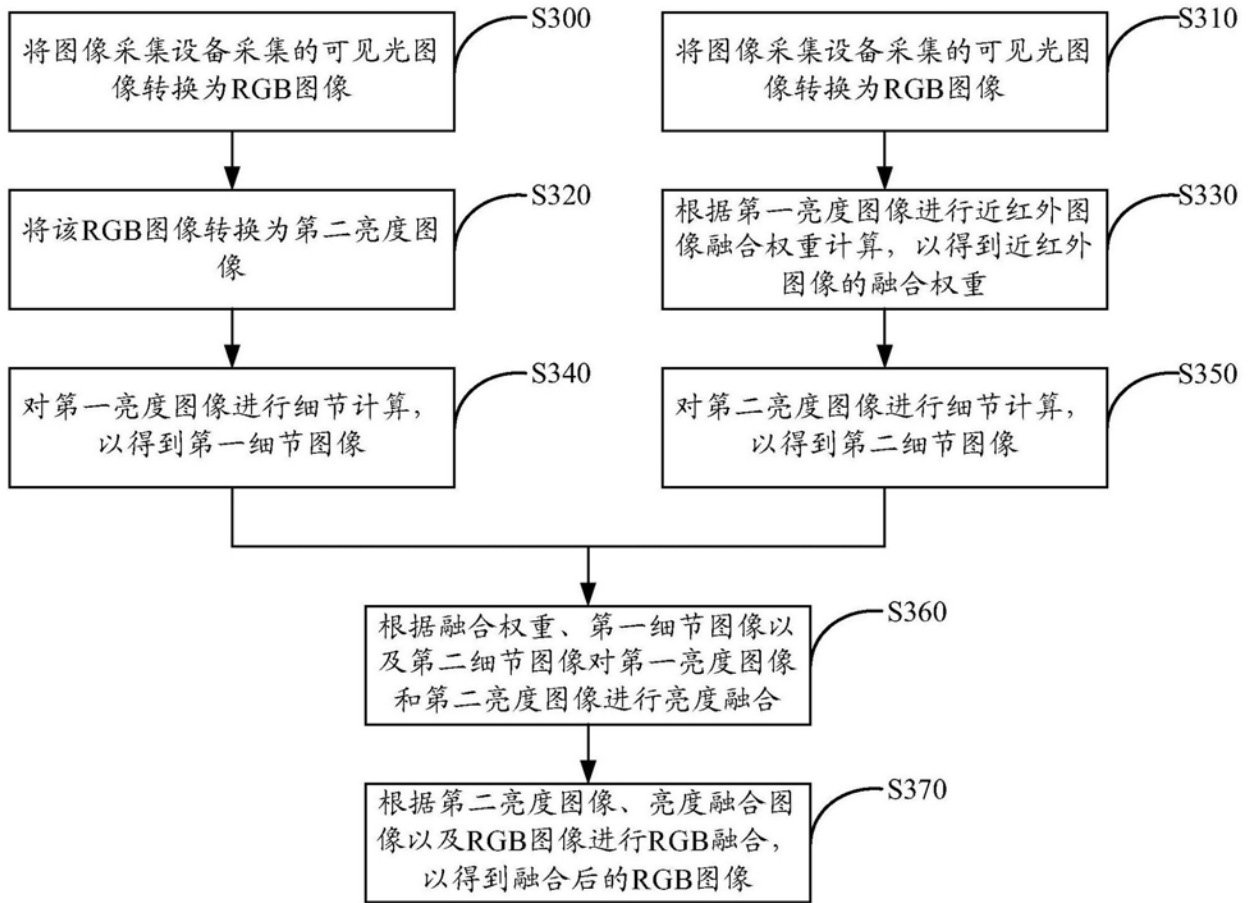 S300
将图像采集设备采集的可见光图
像转换为RGB图像
S310
将图像采集设备采集的可见光图
像转换为RGB图像
S320
将该RGB图像转换为第二亮度图
像
S330
根据第一亮度图像进行近红外图
像融合权重计算，以得到近红外
图像的融合权重
S340
对第一亮度图像进行细节计算，
以得到第一细节图像
S350
对第二亮度图像进行细节计算，
以得到第二细节图像
S360
根据融合权重、第一细节图像以
及第二细节图像对第一亮度图像
和第二亮度图像进行亮度融合
S370
根据第二亮度图像、亮度融合图
像以及RGB图像进行RGB融合，
以得到融合后的RGB图像